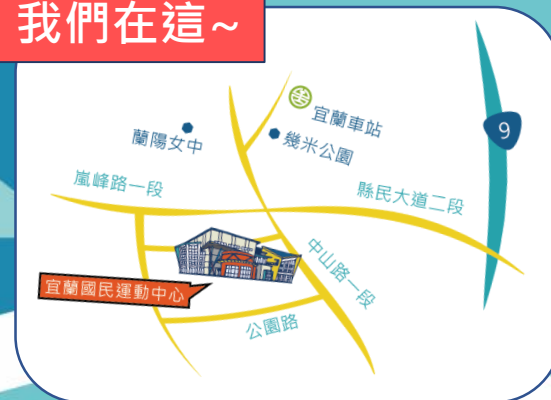 我們在這~
宜蘭車站
蘭陽女中
幾米公園
9
嵐峰路一段
縣民大道二段
中山路一段
宜蘭國民運動中心
公園路